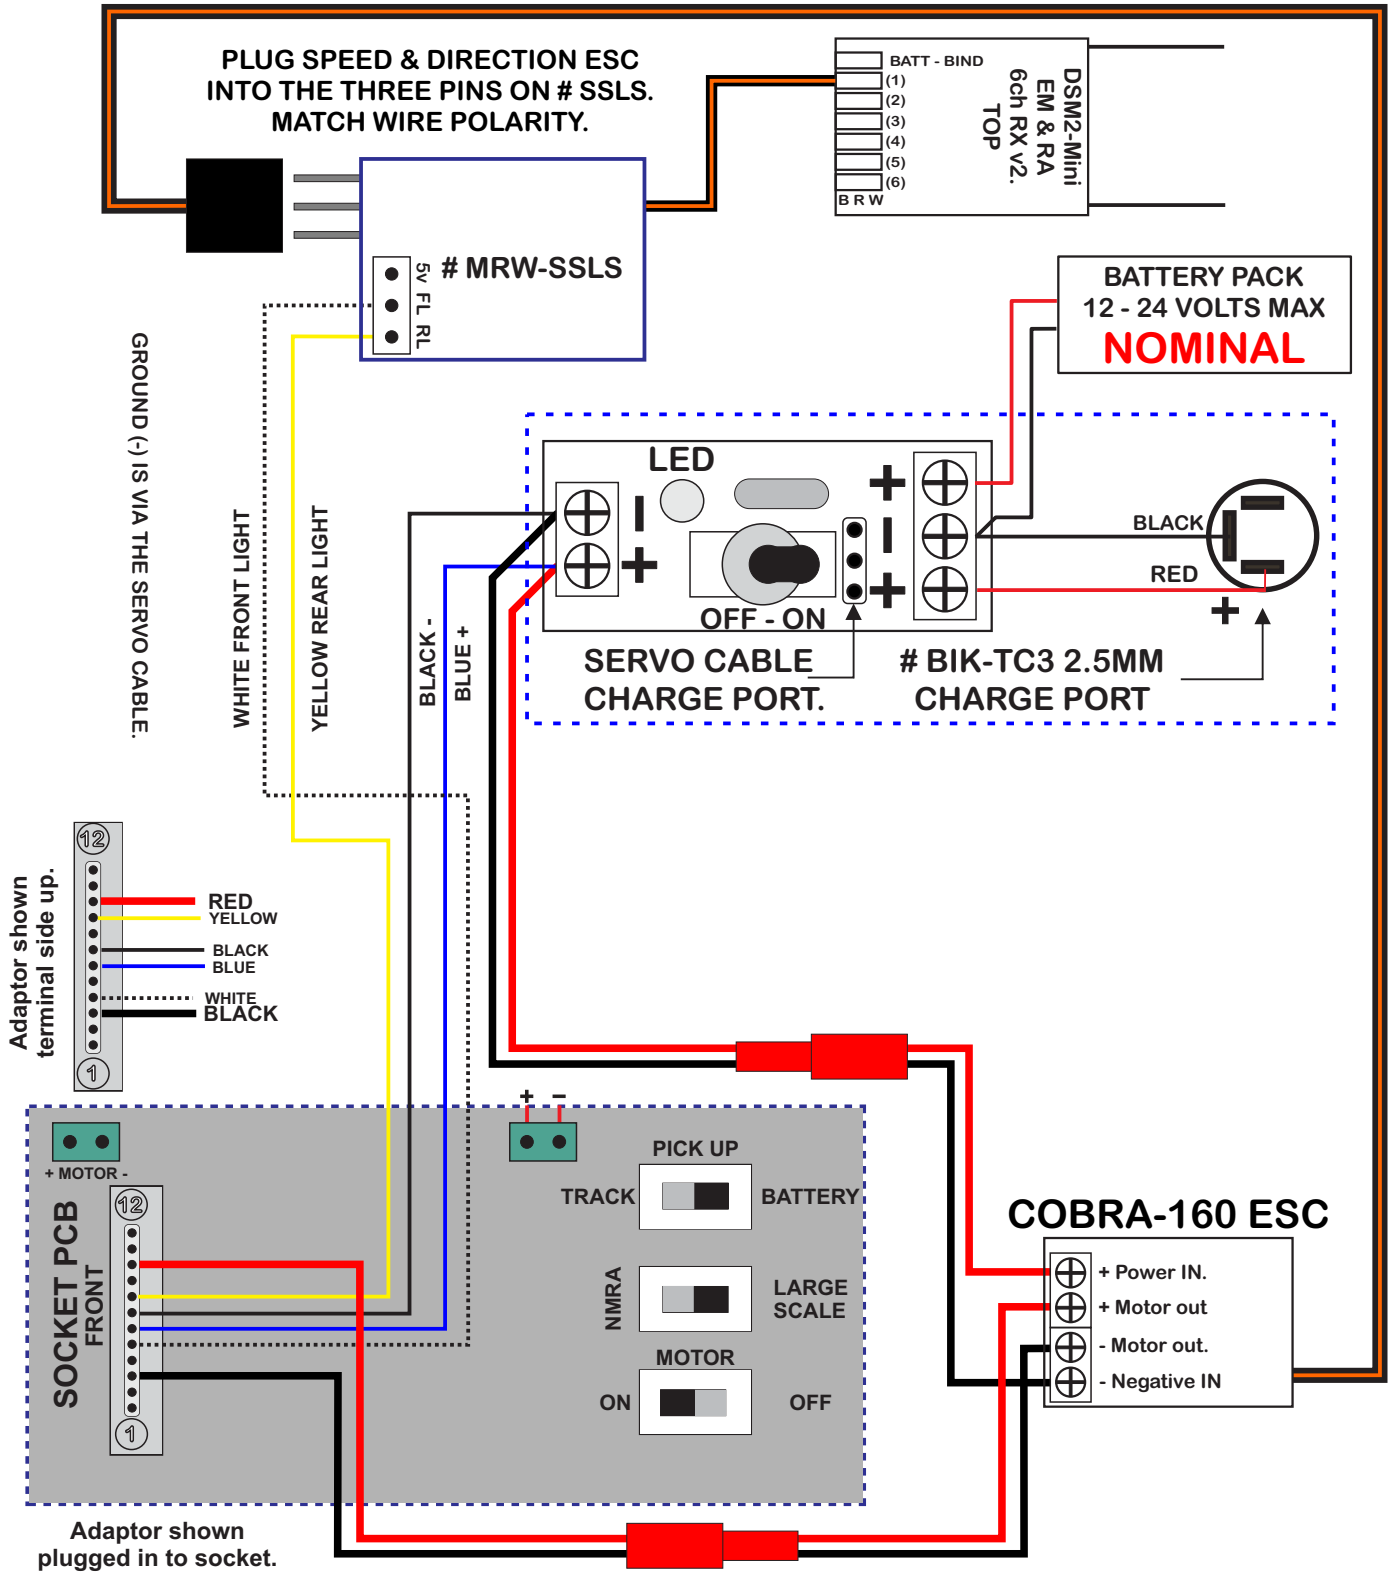 PLUG SPEED & DIRECTION ESC
INTO THE THREE PINS ON # SSLS.
MATCH WIRE POLARITY.
BATT - BIND
(1)
(2)
(3)
(4)
(5)
(6)
B R W
DSM2-Mini
EM & RA
6ch RX v2.
TOP
# MRW-SSLS
5v FL RL
BATTERY PACK
12 - 24 VOLTS MAX
NOMINAL
GROUND (-) IS VIA THE SERVO CABLE.
WHITE FRONT LIGHT
YELLOW REAR LIGHT
BLACK -
BLUE +
LED
-
+
+
-
+
OFF - ON
BLACK
RED
+
SERVO CABLE
CHARGE PORT.
# BIK-TC3 2.5MM
CHARGE PORT
Adaptor shown
terminal side up.
12
RED
YELLOW
BLACK
BLUE
WHITE
BLACK
1
+ MOTOR -
+ -
PICK UP
TRACK
BATTERY
SOCKET PCB
FRONT
12
1
NMRA
LARGE
SCALE
MOTOR
ON
OFF
COBRA-160 ESC
+ Power IN.
+ Motor out
- Motor out.
- Negative IN
Adaptor shown
plugged in to socket.